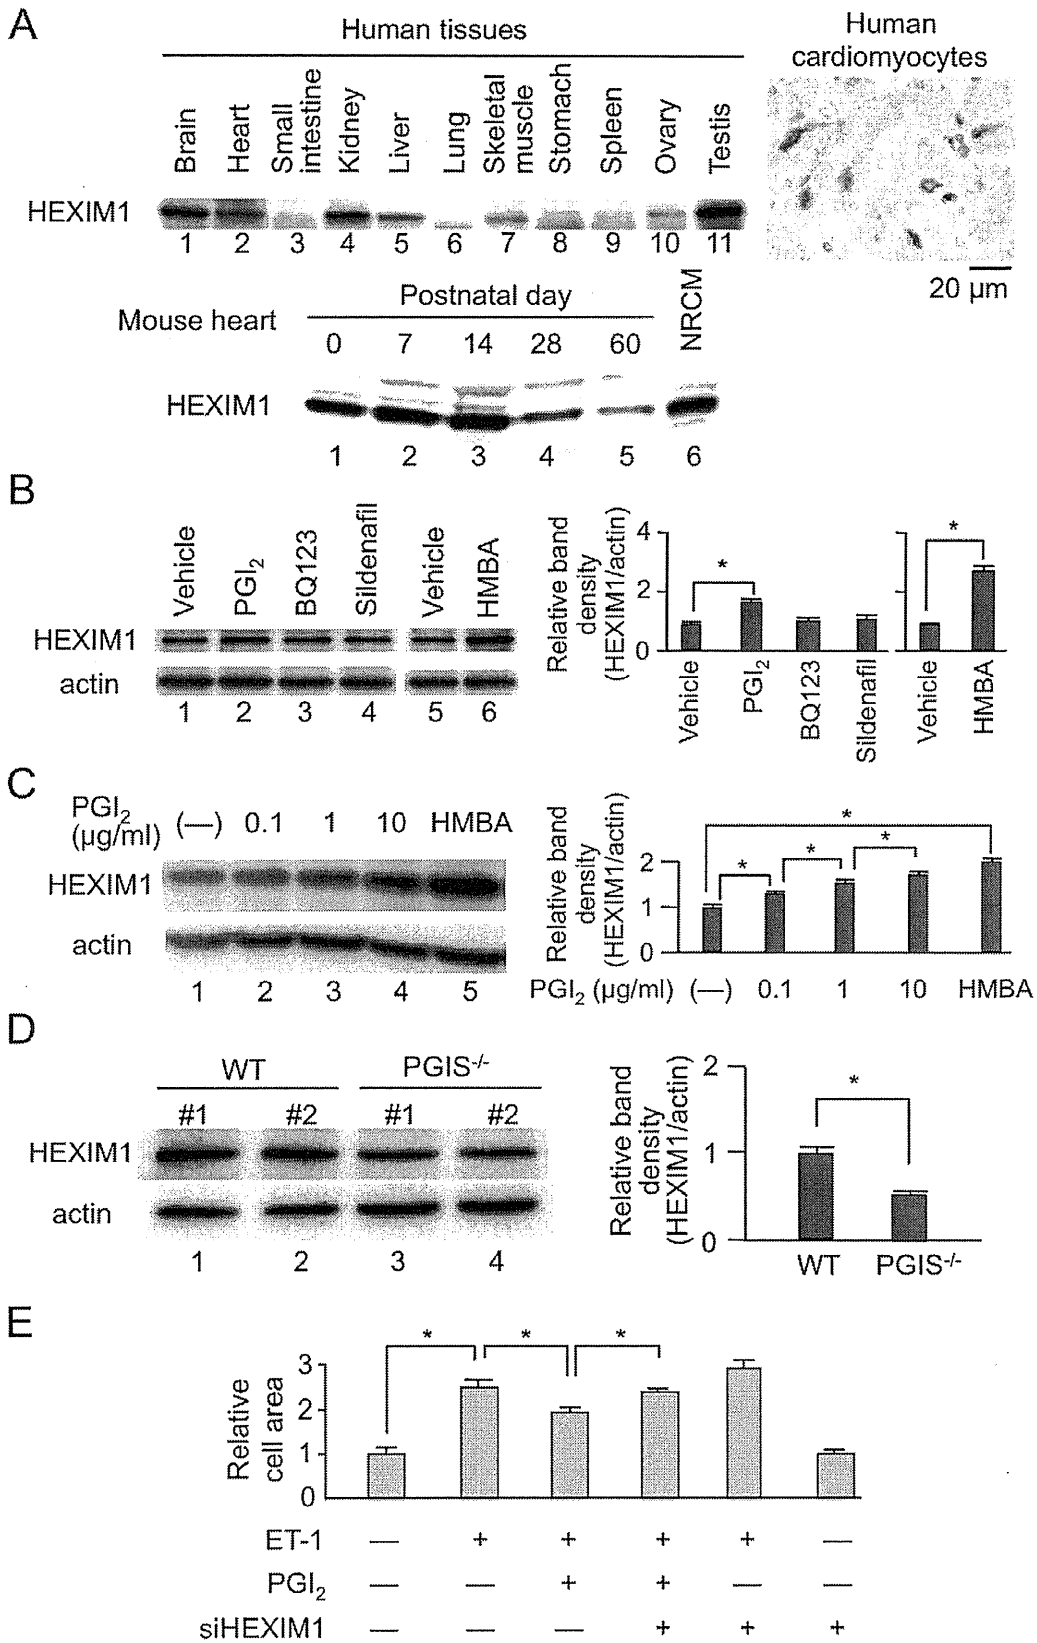 A
Human tissues
Human
cardiomyocytes
Brain
Heart
Small
intestine
Kidney
Liver
Lung
Skeletal
muscle
Stomach
Spleen
Ovary
Testis
HEXIM1
1 2 3 4 5 6 7 8 9 10 11
20 µm
Mouse heart
Postnatal day
NRCM
0 7 14 28 60
HEXIM1
1 2 3 4 5 6
B
Vehicle
PGI2
BQ123
Sildenafil
Vehicle
HMBA
HEXIM1
actin
1 2 3 4 5 6
Relative band
density
(HEXIM1/actin)
4
2
0
*
*
Vehicle
PGI2
BQ123
Sildenafil
Vehicle
HMBA
C
PGI2
(µg/ml)
(—) 0.1 1 10 HMBA
HEXIM1
actin
1 2 3 4 5
Relative band
density
(HEXIM1/actin)
2
1
0
*
*
*
*
PGI2 (µg/ml) (—) 0.1 1 10 HMBA
D
WT PGIS-/-
#1 #2 #1 #2
HEXIM1
actin
1 2 3 4
Relative band
density
(HEXIM1/actin)
2
1
0
*
WT PGIS-/-
E
Relative
cell area
3
2
1
0
* * *
ET-1 — + + + + —
PGI2 — — + + — —
siHEXIM1 — — — + + +